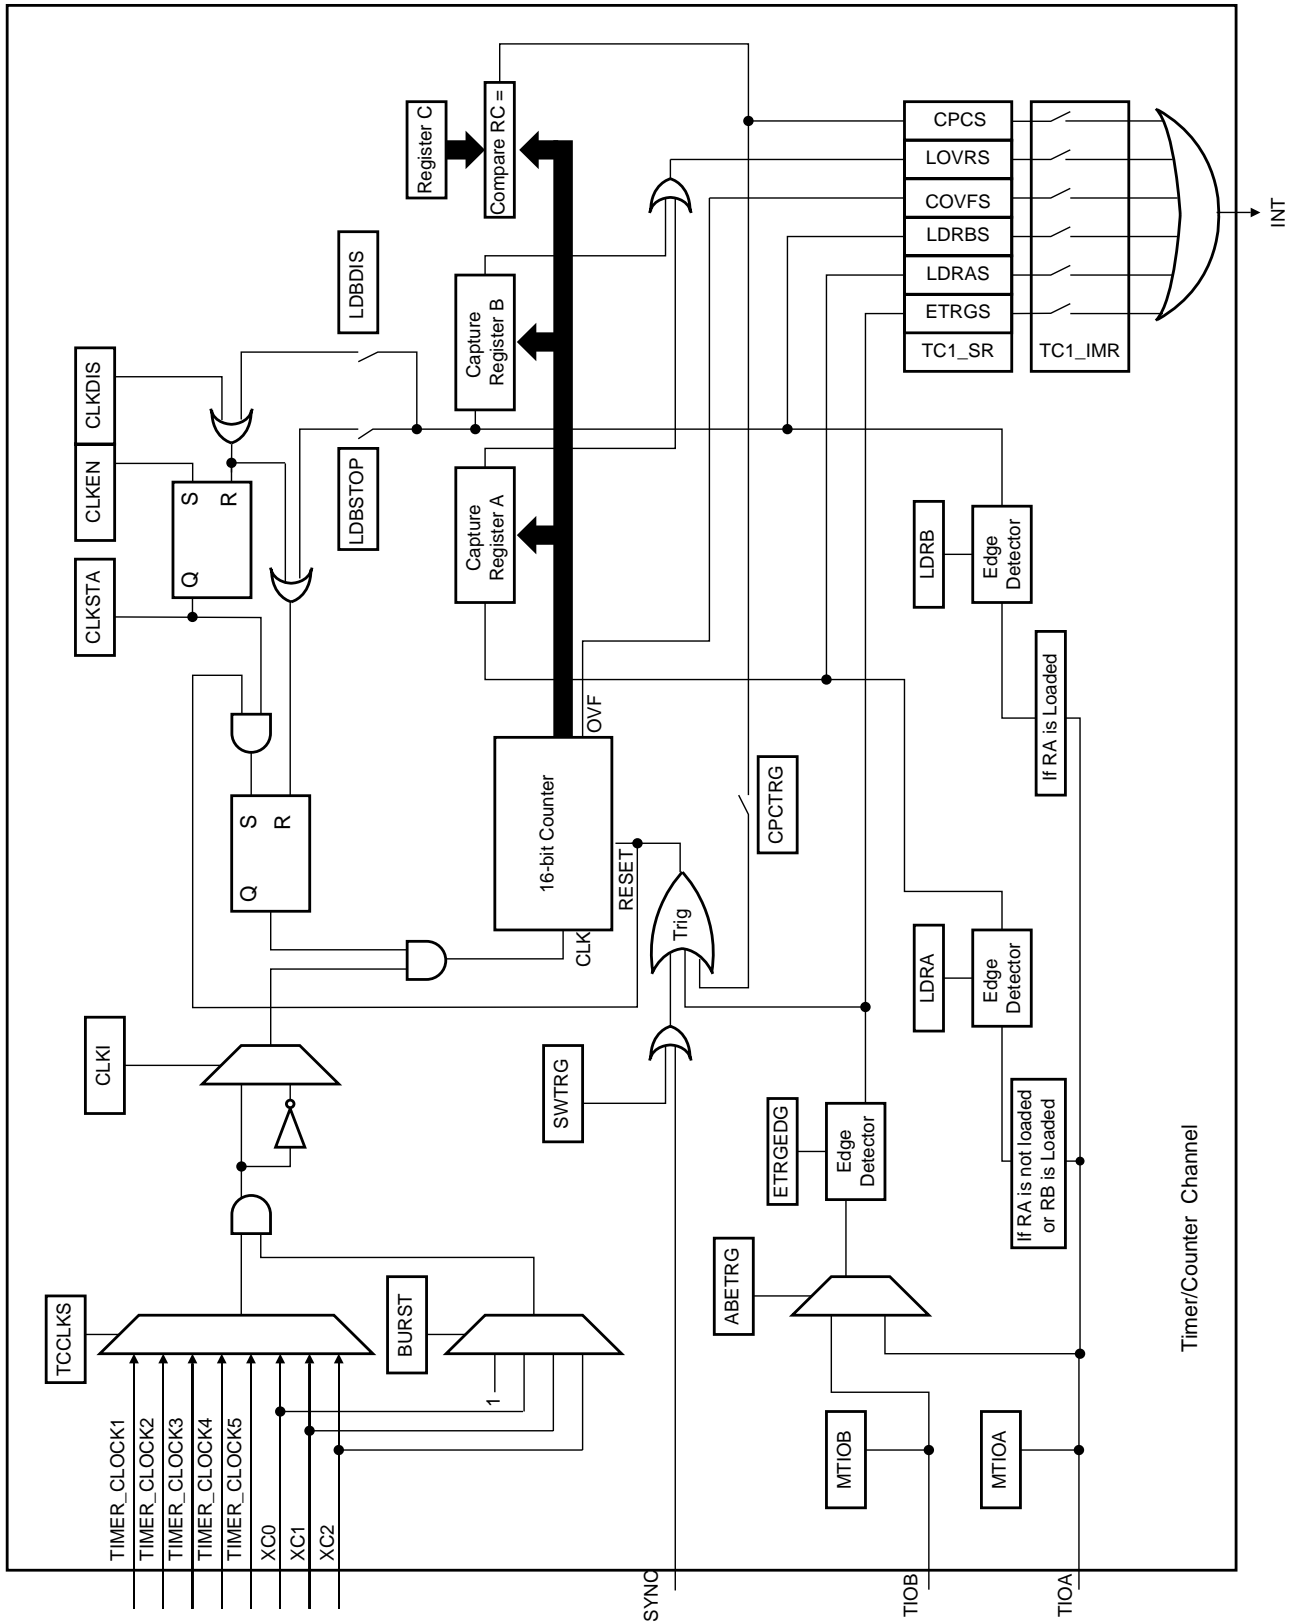 TCCLKS
TIMER_CLOCK1
TIMER_CLOCK2
TIMER_CLOCK3
TIMER_CLOCK4
TIMER_CLOCK5
XC0
XC1
XC2
CLKI
CLKSTA
CLKEN
CLKDIS
Q
S
R
Q
S
R
BURST
1
LDBSTOP
LDBDIS
Register C
Compare RC =
Capture
Register A
Capture
Register B
16-bit Counter
CLK
OVF
RESET
SWTRG
Trig
SYNC
CPCTRG
ABETRG
ETRGEDG
Edge
Detector
MTIOB
TIOB
LDRA
Edge
Detector
LDRB
Edge
Detector
MTIOA
TIOA
If RA is not loaded
or RB is Loaded
If RA is Loaded
CPCS
LOVRS
COVFS
LDRBS
LDRAS
ETRGS
TC1_SR
TC1_IMR
INT
Timer/Counter Channel